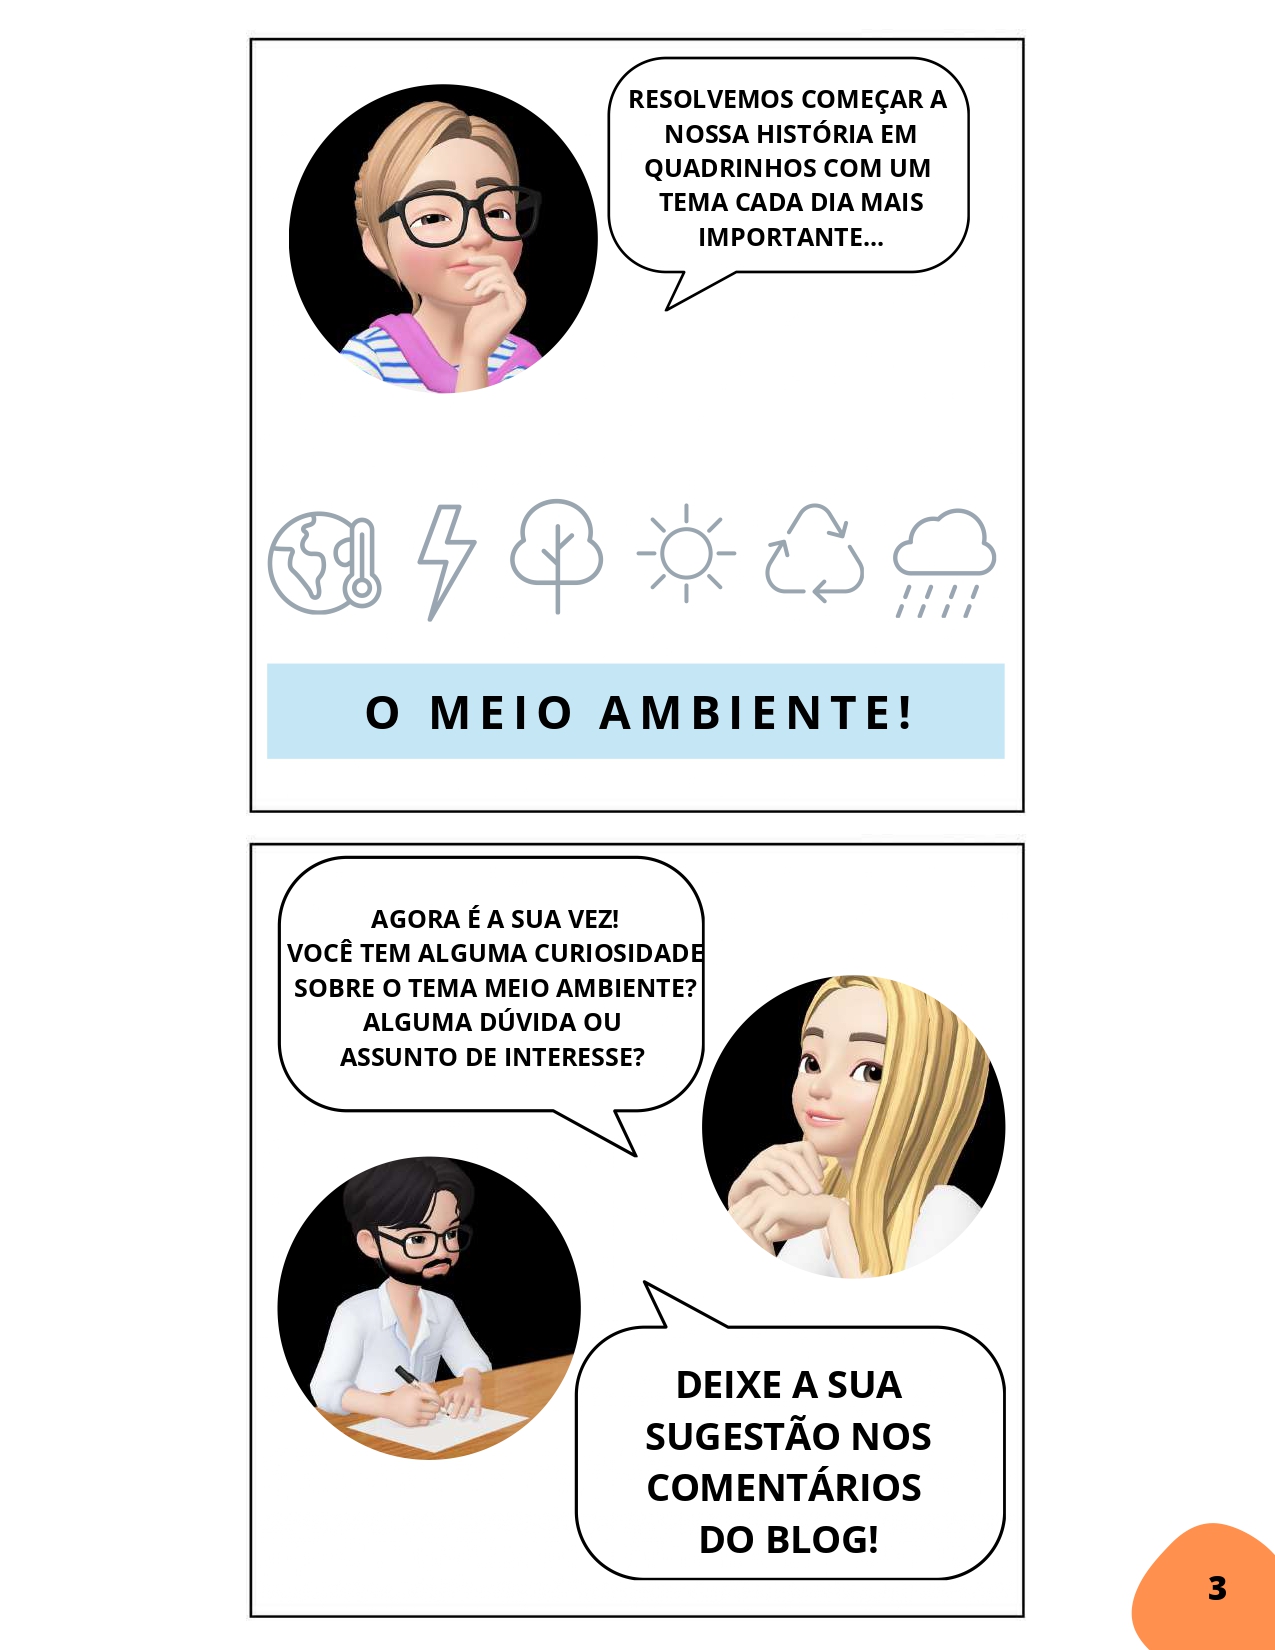 RESOLVEMOS COMEÇAR A
NOSSA HISTÓRIA EM
QUADRINHOS COM UM
TEMA CADA DIA MAIS
IMPORTANTE...
O MEIO AMBIENTE!
AGORA É A SUA VEZ!
VOCÊ TEM ALGUMA CURIOSIDADE
SOBRE O TEMA MEIO AMBIENTE?
ALGUMA DÚVIDA OU
ASSUNTO DE INTERESSE?
DEIXE A SUA
SUGESTÃO NOS
COMENTÁRIOS
DO BLOG!
3